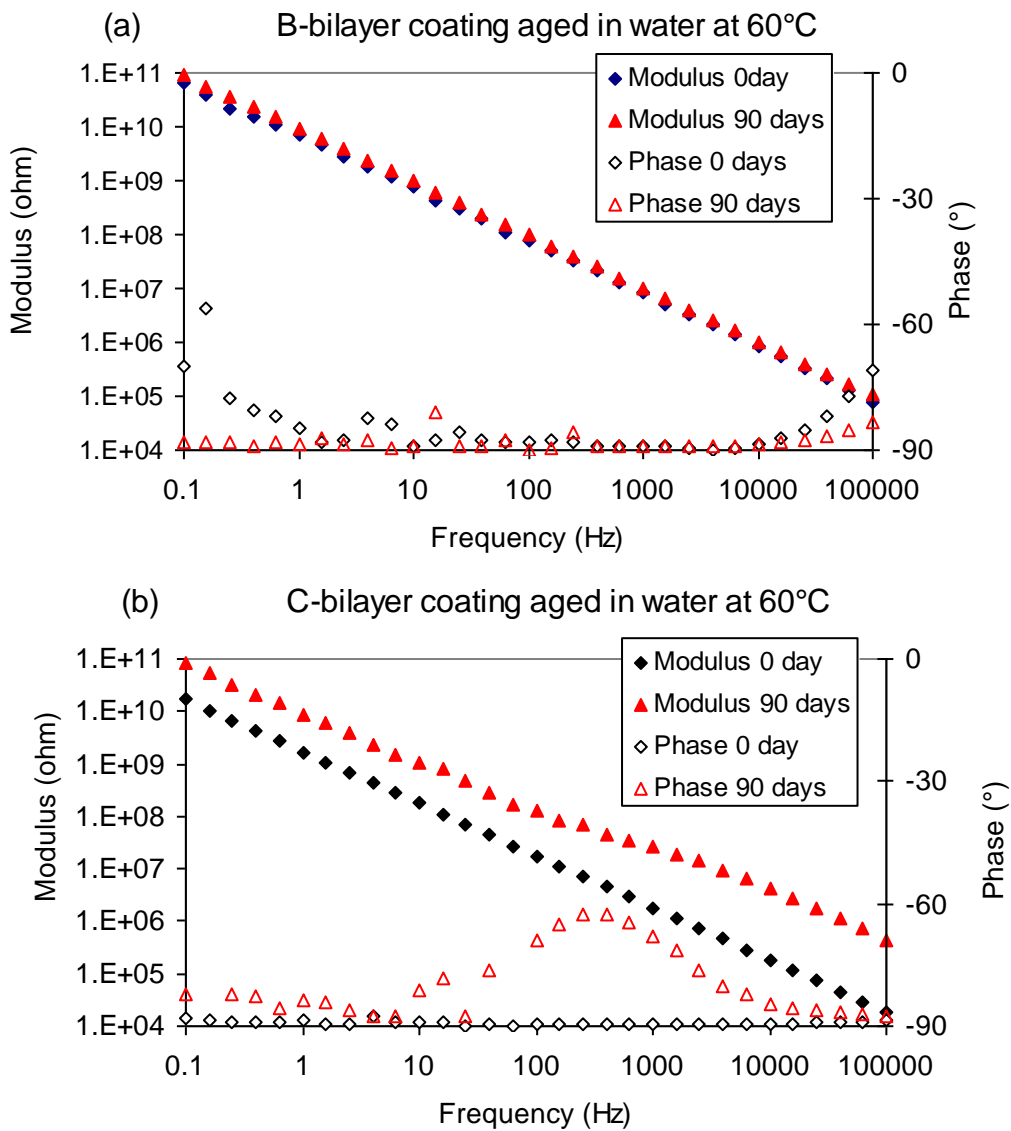 (a) B-bilayer coating aged in water at 60°C
Modulus 0day
Modulus 90 days
Phase 0 days
Phase 90 days
1.E+11
1.E+10
1.E+09
1.E+08
1.E+07
1.E+06
1.E+05
1.E+04
Modulus (ohm)
0
-30
-60
-90
Phase (°)
0.1 1 10 100 1000 10000 100000
Frequency (Hz)
(b) C-bilayer coating aged in water at 60°C
Modulus 0 day
Modulus 90 days
Phase 0 day
Phase 90 days
1.E+11
1.E+10
1.E+09
1.E+08
1.E+07
1.E+06
1.E+05
1.E+04
Modulus (ohm)
0
-30
-60
-90
Phase (°)
0.1 1 10 100 1000 10000 100000
Frequency (Hz)